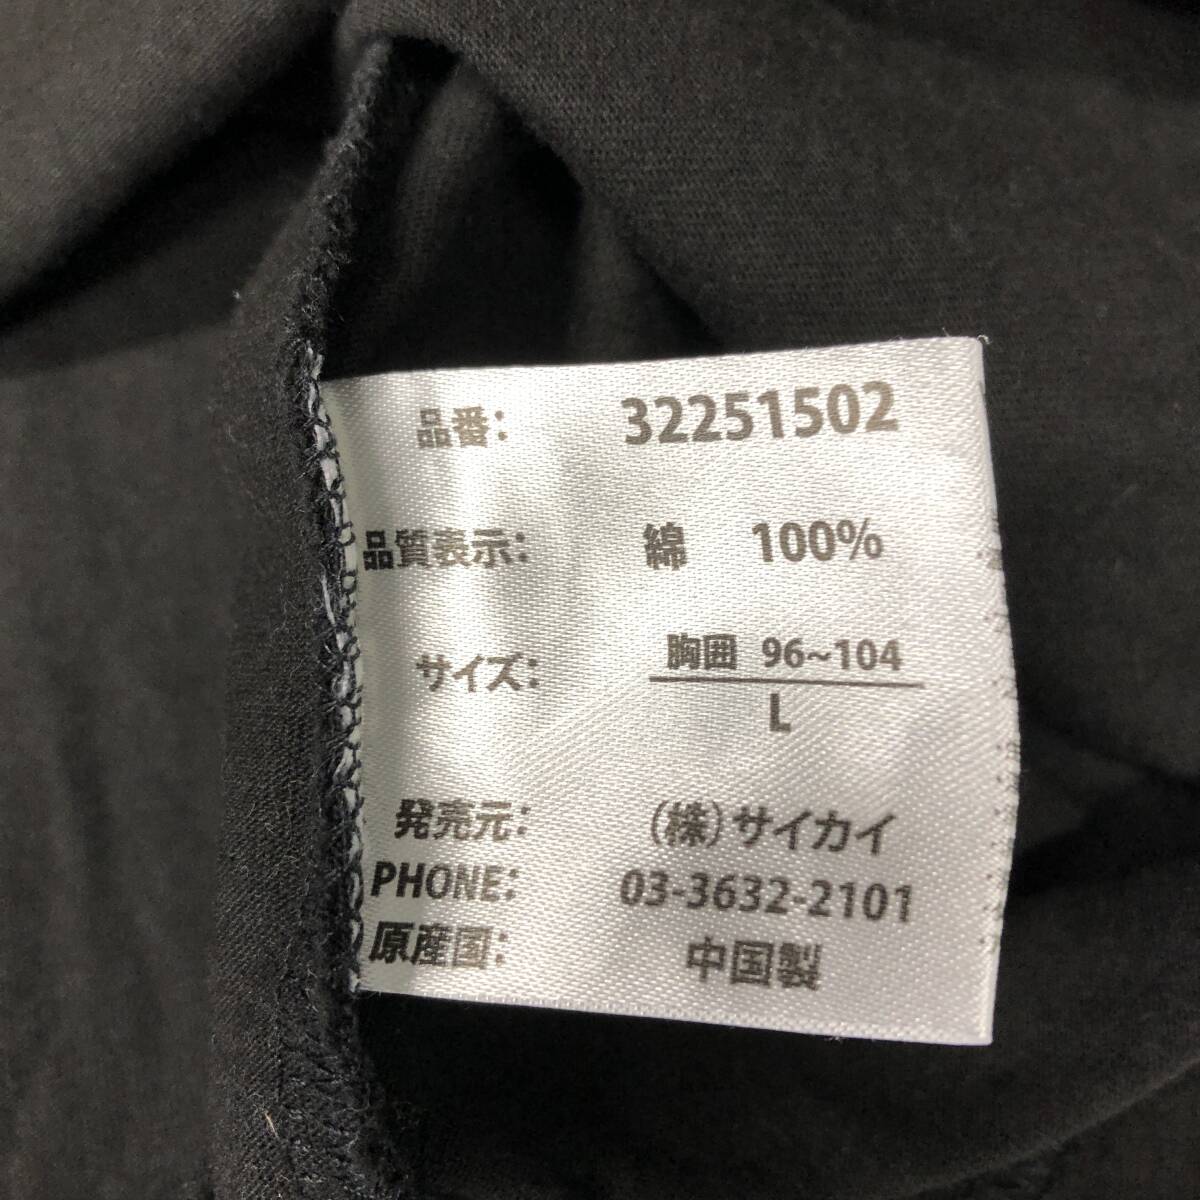 品番: 32251502
品質表示: 綿 100%
サイズ: 胸囲 96~104
L
発売元: (株)サイカイ
PHONE: 03-3632-2101
原産国: 中国製